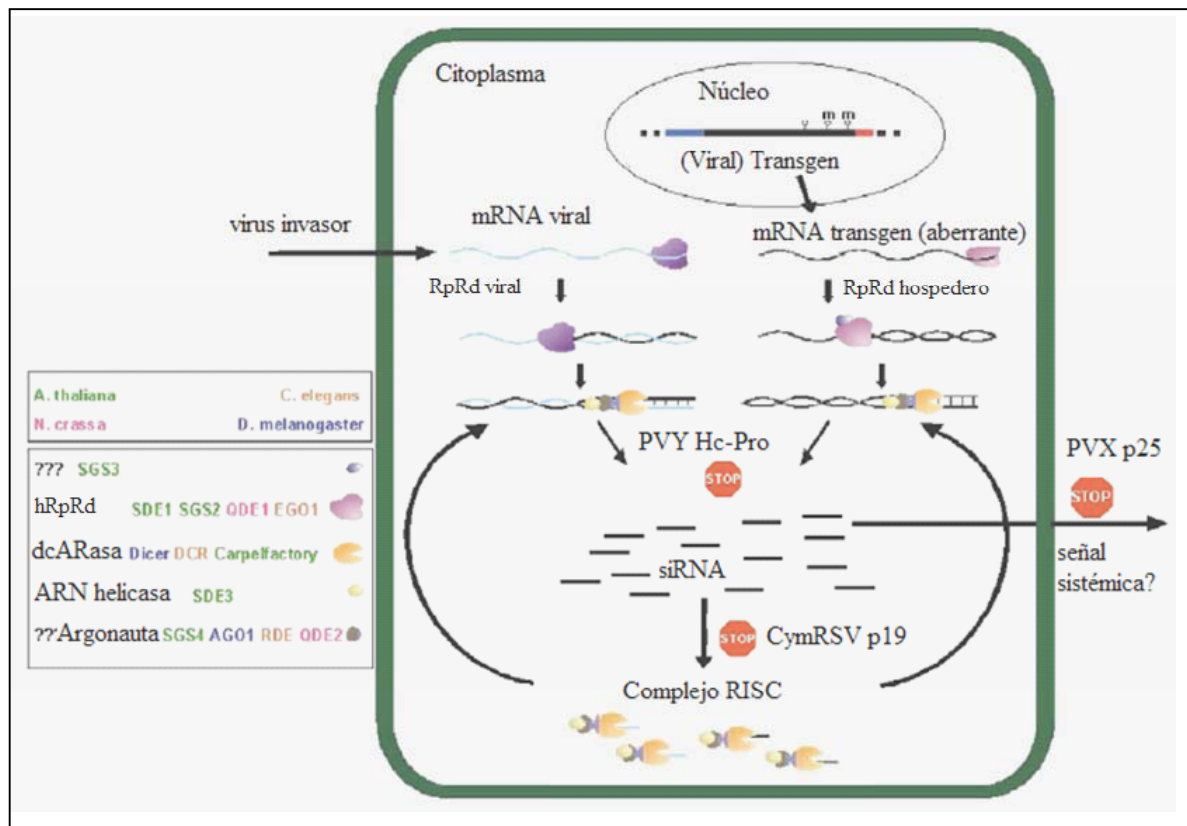 Citoplasma
Núcleo
m m
(Viral) Transgen
virus invasor
mRNA viral
mRNA transgen (aberrante)
RpRd viral
RpRd hospedero
A. thaliana C. elegans
N. crassa D. melanogaster
??? SGS3
hRpRd SDE1 SGS2 QDE1 EGO1
dcARasa Dicer DCR Carpelfactory
ARN helicasa SDE3
??'Argonauta SGS4 AGO1 RDE QDE2
PVY Hc-Pro
STOP
PVX p25
STOP
señal
sistémica?
siRNA
STOP CymRSV p19
Complejo RISC